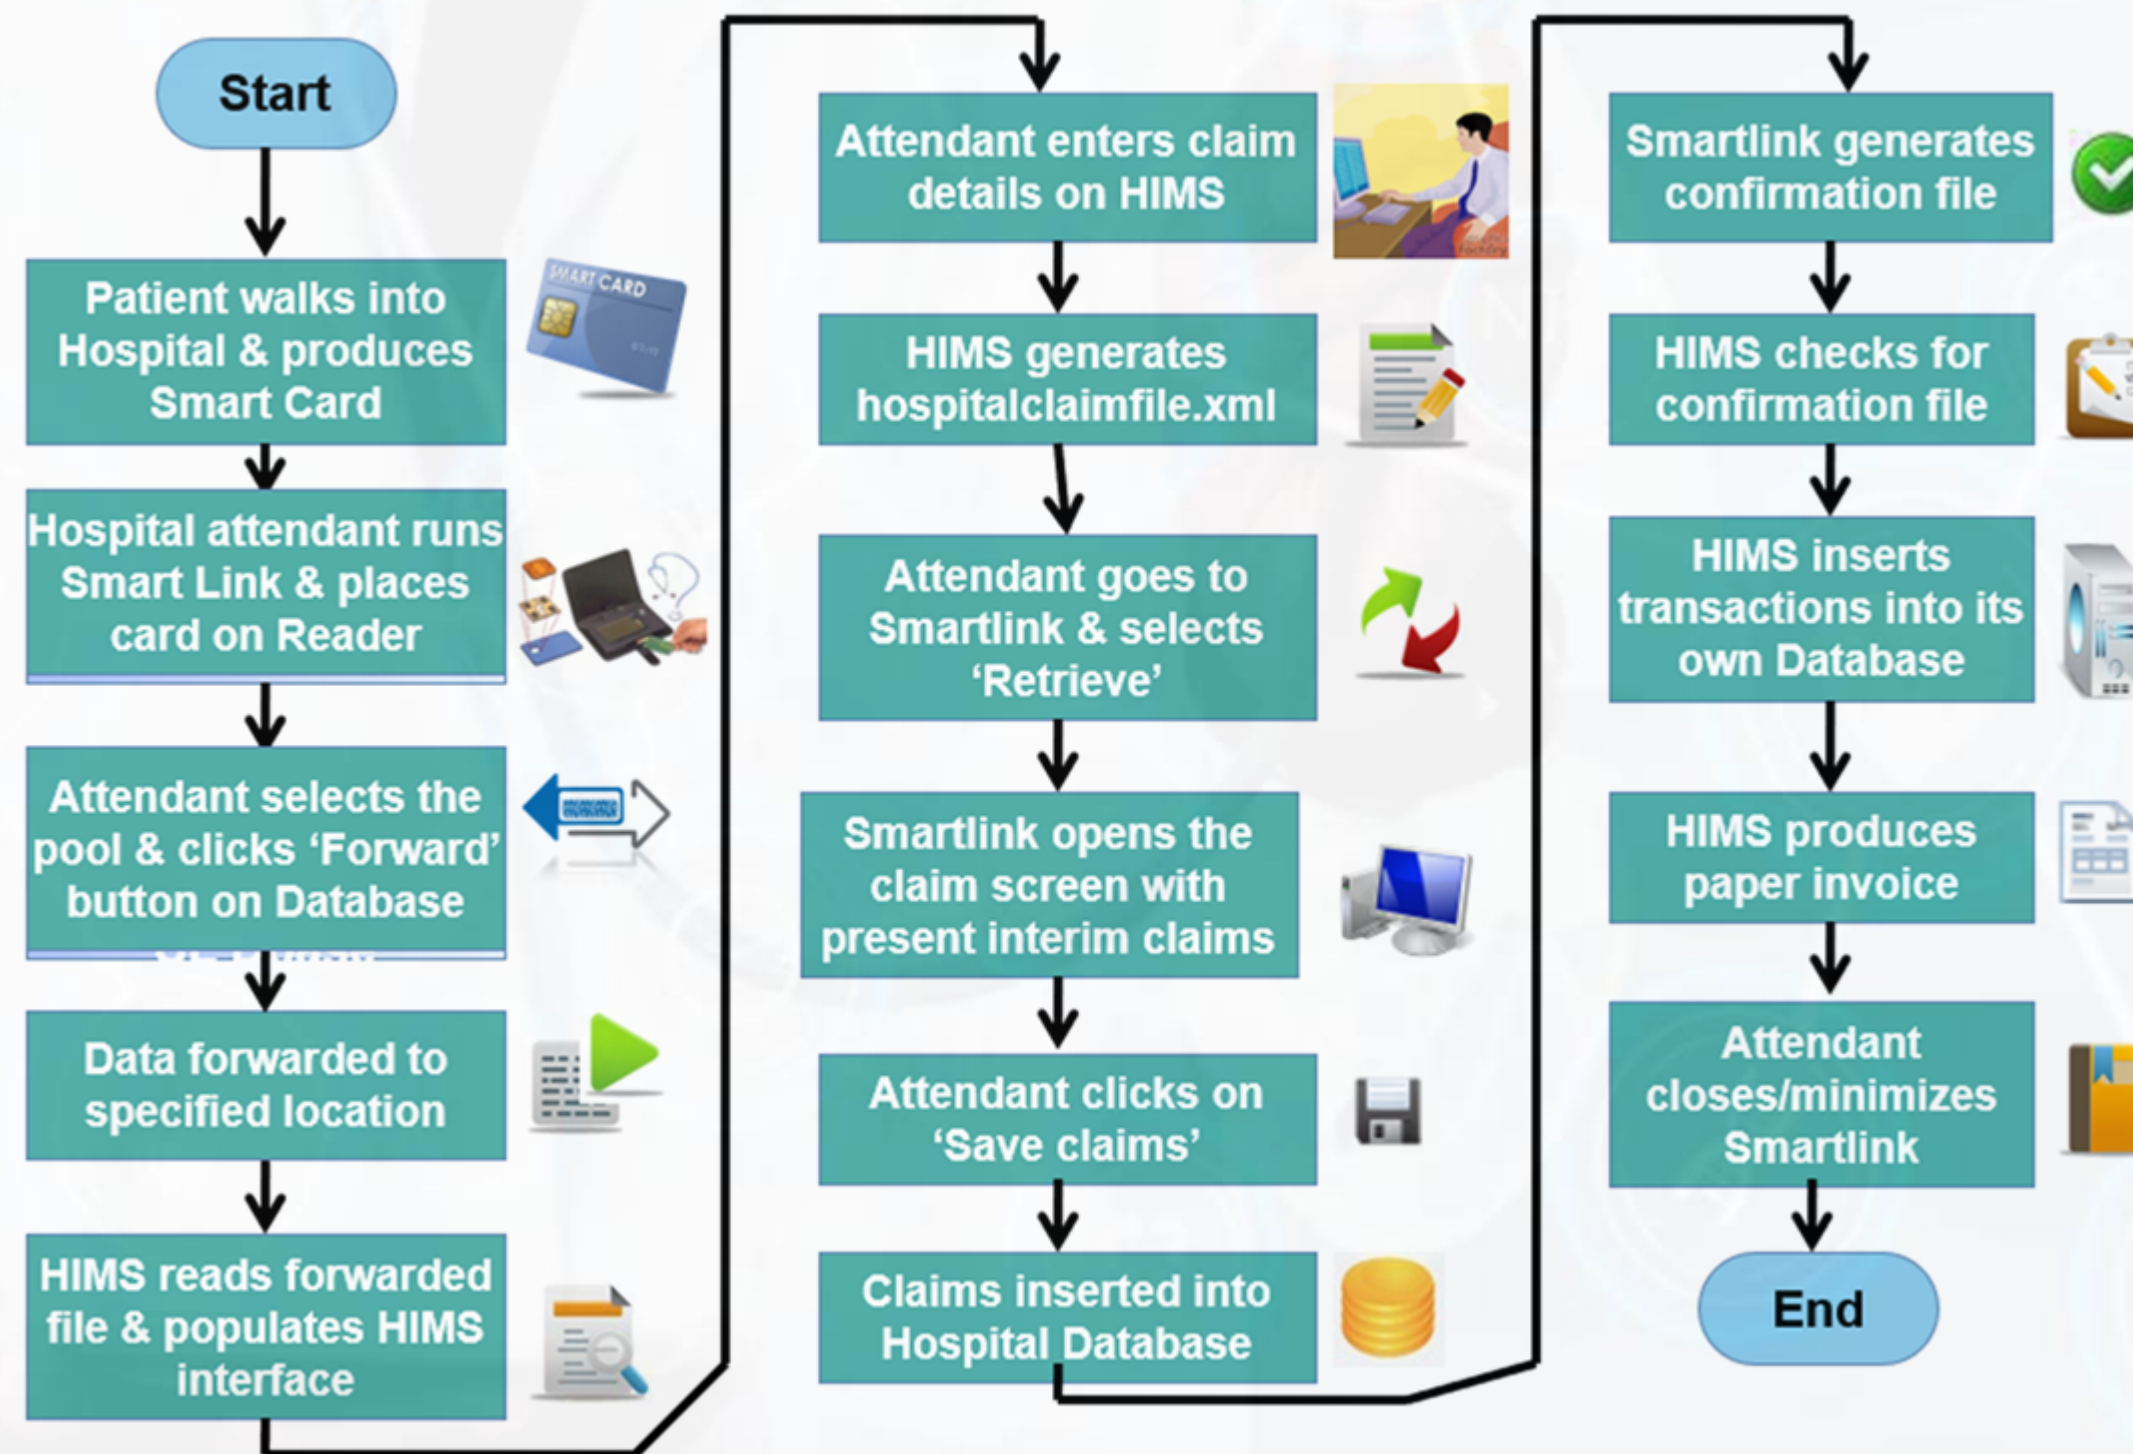 Start
Patient walks into
Hospital & produces
Smart Card
SMART CARD
Hospital attendant runs
Smart Link & places
card on Reader
Attendant selects the
pool & clicks ‘Forward’
button on Database
Data forwarded to
specified location
HIMS reads forwarded
file & populates HIMS
interface
Attendant enters claim
details on HIMS
HIMS generates
hospitalclaimfile.xml
Attendant goes to
Smartlink & selects
‘Retrieve’
Smartlink opens the
claim screen with
present interim claims
Attendant clicks on
‘Save claims’
Claims inserted into
Hospital Database
Smartlink generates
confirmation file
HIMS checks for
confirmation file
HIMS inserts
transactions into its
own Database
HIMS produces
paper invoice
Attendant
closes/minimizes
Smartlink
End